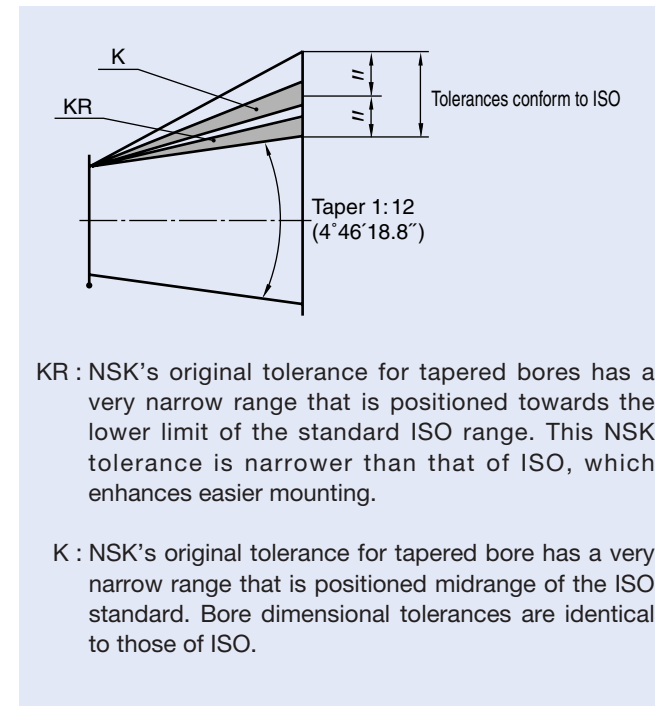 K
KR
=
=
Tolerances conform to ISO
Taper 1:12
(4˚46´18.8˝)
KR : NSK’s original tolerance for tapered bores has a
very narrow range that is positioned towards the
lower limit of the standard ISO range. This NSK
tolerance is narrower than that of ISO, which
enhances easier mounting.
K : NSK’s original tolerance for tapered bore has a very
narrow range that is positioned midrange of the ISO
standard. Bore dimensional tolerances are identical
to those of ISO.